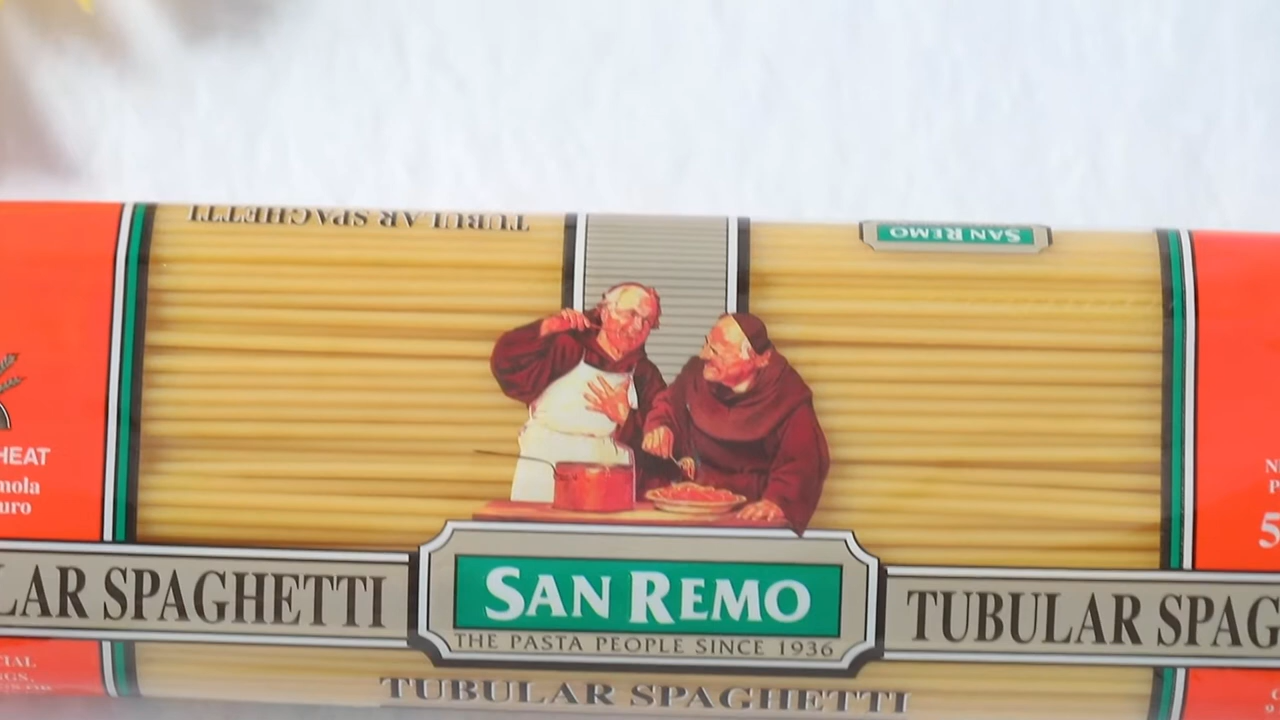 TUBULAR SPAGHETTI
SAN REMO
HEAT
mola
uro
LAR SPAGHETTI
SAN REMO
THE PASTA PEOPLE SINCE 1936
TUBULAR SPAG
TUBULAR SPAGHETTI
5